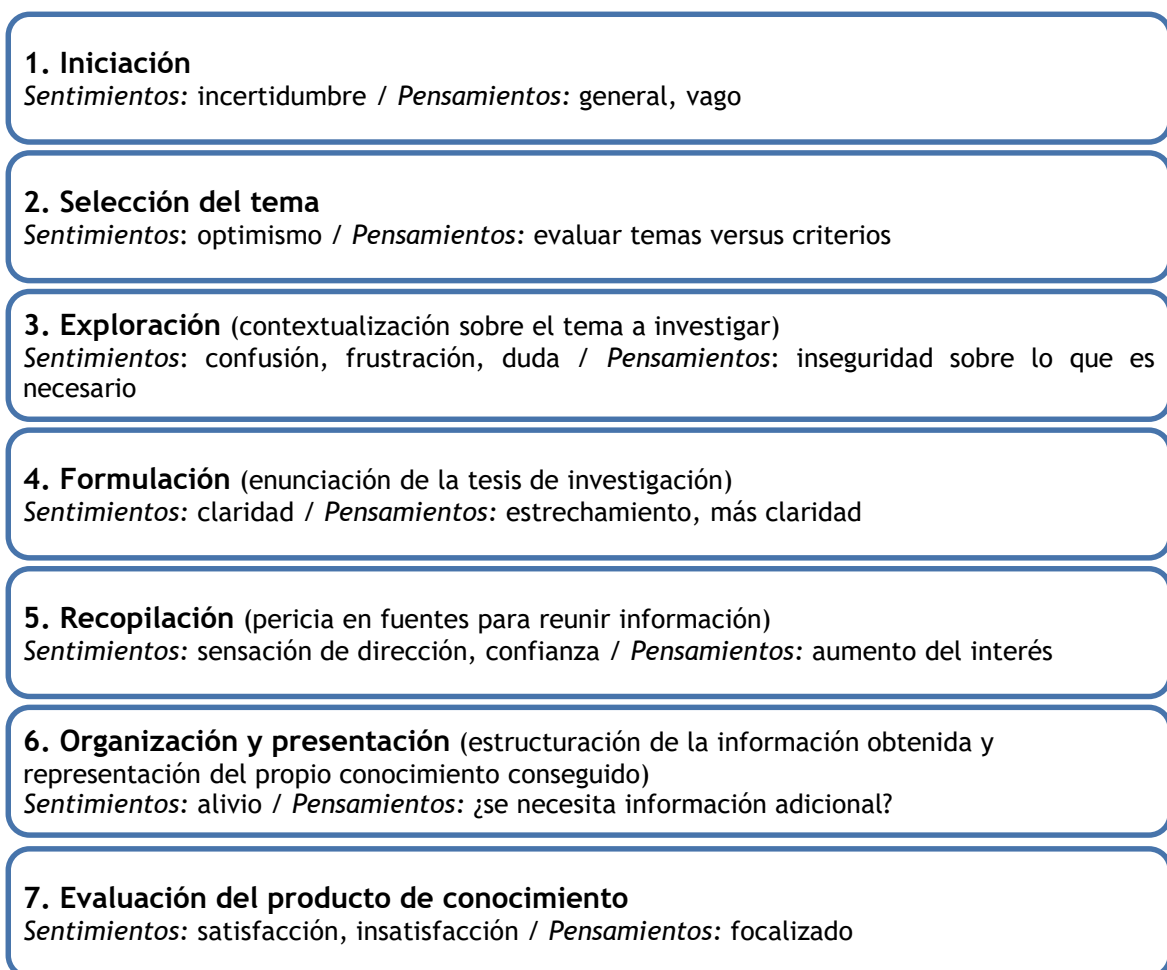 1. Iniciación
Sentimientos: incertidumbre / Pensamientos: general, vago
2. Selección del tema
Sentimientos: optimismo / Pensamientos: evaluar temas versus criterios
3. Exploración (contextualización sobre el tema a investigar)
Sentimientos: confusión, frustración, duda / Pensamientos: inseguridad sobre lo que es
necesario
4. Formulación (enunciación de la tesis de investigación)
Sentimientos: claridad / Pensamientos: estrechamiento, más claridad
5. Recopilación (pericia en fuentes para reunir información)
Sentimientos: sensación de dirección, confianza / Pensamientos: aumento del interés
6. Organización y presentación (estructuración de la información obtenida y
representación del propio conocimiento conseguido)
Sentimientos: alivio / Pensamientos: ¿se necesita información adicional?
7. Evaluación del producto de conocimiento
Sentimientos: satisfacción, insatisfacción / Pensamientos: focalizado